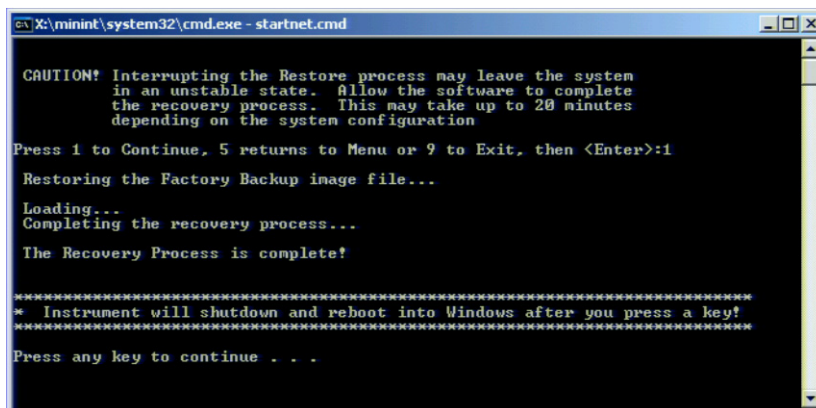 X:\minint\system32\cmd.exe - startnet.cmd
CAUTION! Interrupting the Restore process may leave the system
in an unstable state. Allow the software to complete
the recovery process. This may take up to 20 minutes
depending on the system configuration
Press 1 to Continue, 5 returns to Menu or 9 to Exit, then <Enter>:1
Restoring the Factory Backup image file...
Loading...
Completing the recovery process...
The Recovery Process is complete!
*************************************************************************
* Instrument will shutdown and reboot into Windows after you press a key!
*************************************************************************
Press any key to continue . . .